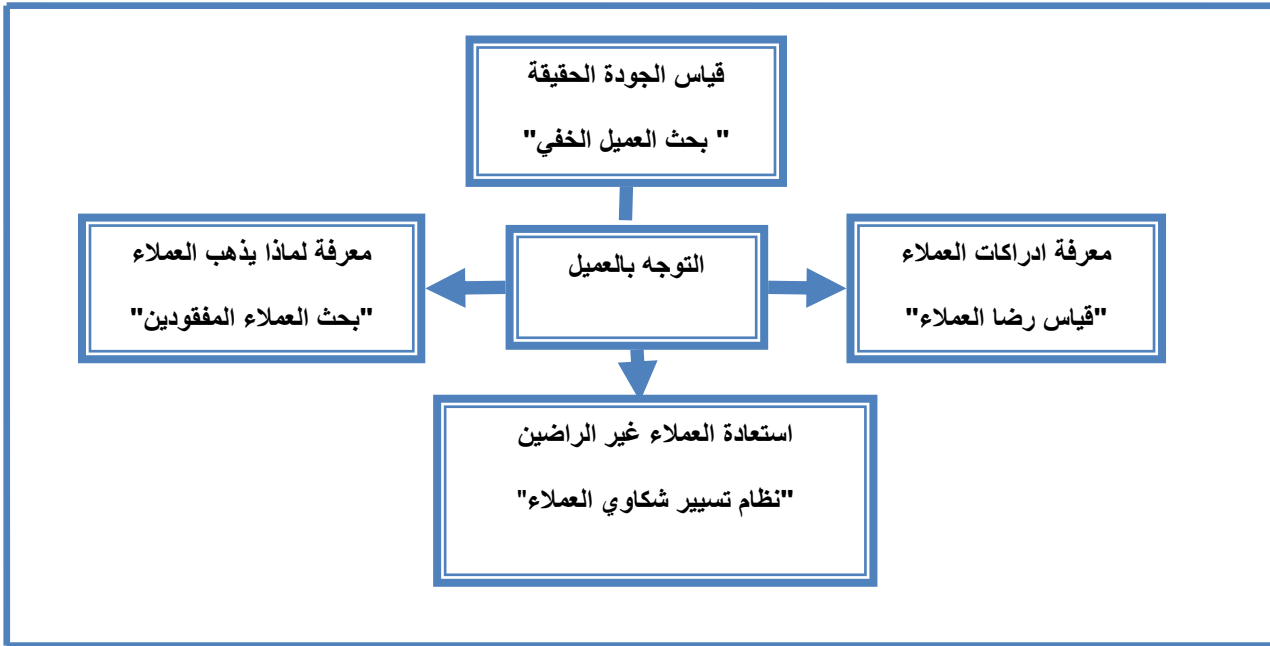 قياس الجودة الحقيقة
" بحث العميل الخفي"
معرفة ادراكات العملاء
"قياس رضا العملاء"
التوجه بالعميل
معرفة لماذا يذهب العملاء
"بحث العملاء المفقودين"
استعادة العملاء غير الراضين
"نظام تسيير شكاوي العملاء"